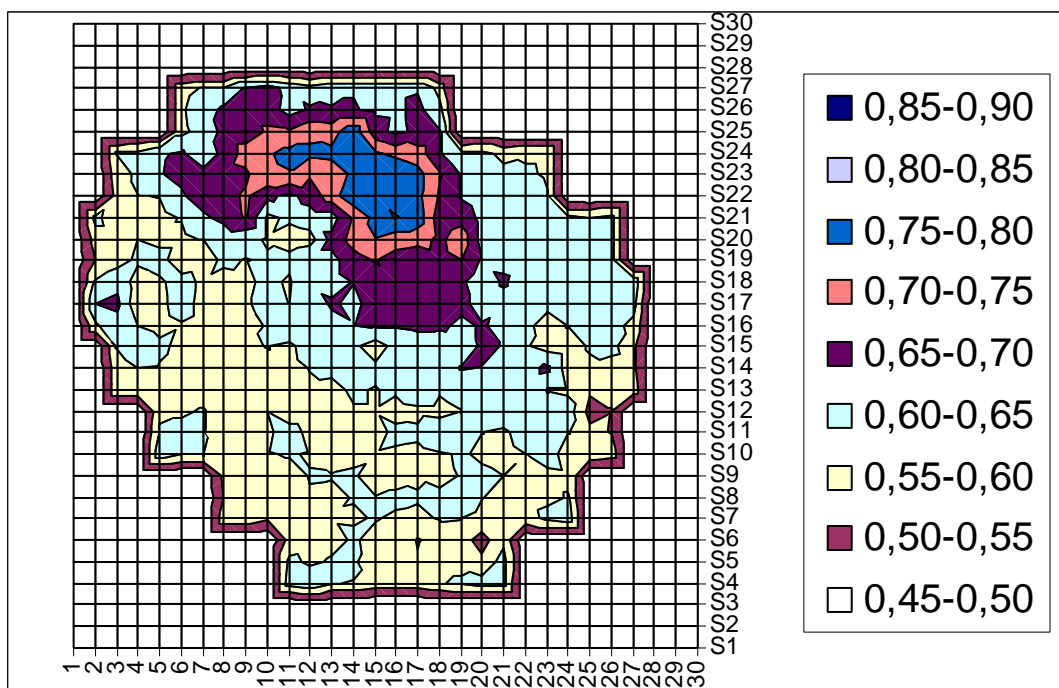 S30
S29
S28
S27
S26
S25
S24
S23
S22
S21
S20
S19
S18
S17
S16
S15
S14
S13
S12
S11
S10
S9
S8
S7
S6
S5
S4
S3
S2
S1
1 2 3 4 5 6 7 8 9 10 11 12 13 14 15 16 17 18 19 20 21 22 23 24 25 26 27 28 29 30
0,85-0,90
0,80-0,85
0,75-0,80
0,70-0,75
0,65-0,70
0,60-0,65
0,55-0,60
0,50-0,55
0,45-0,50